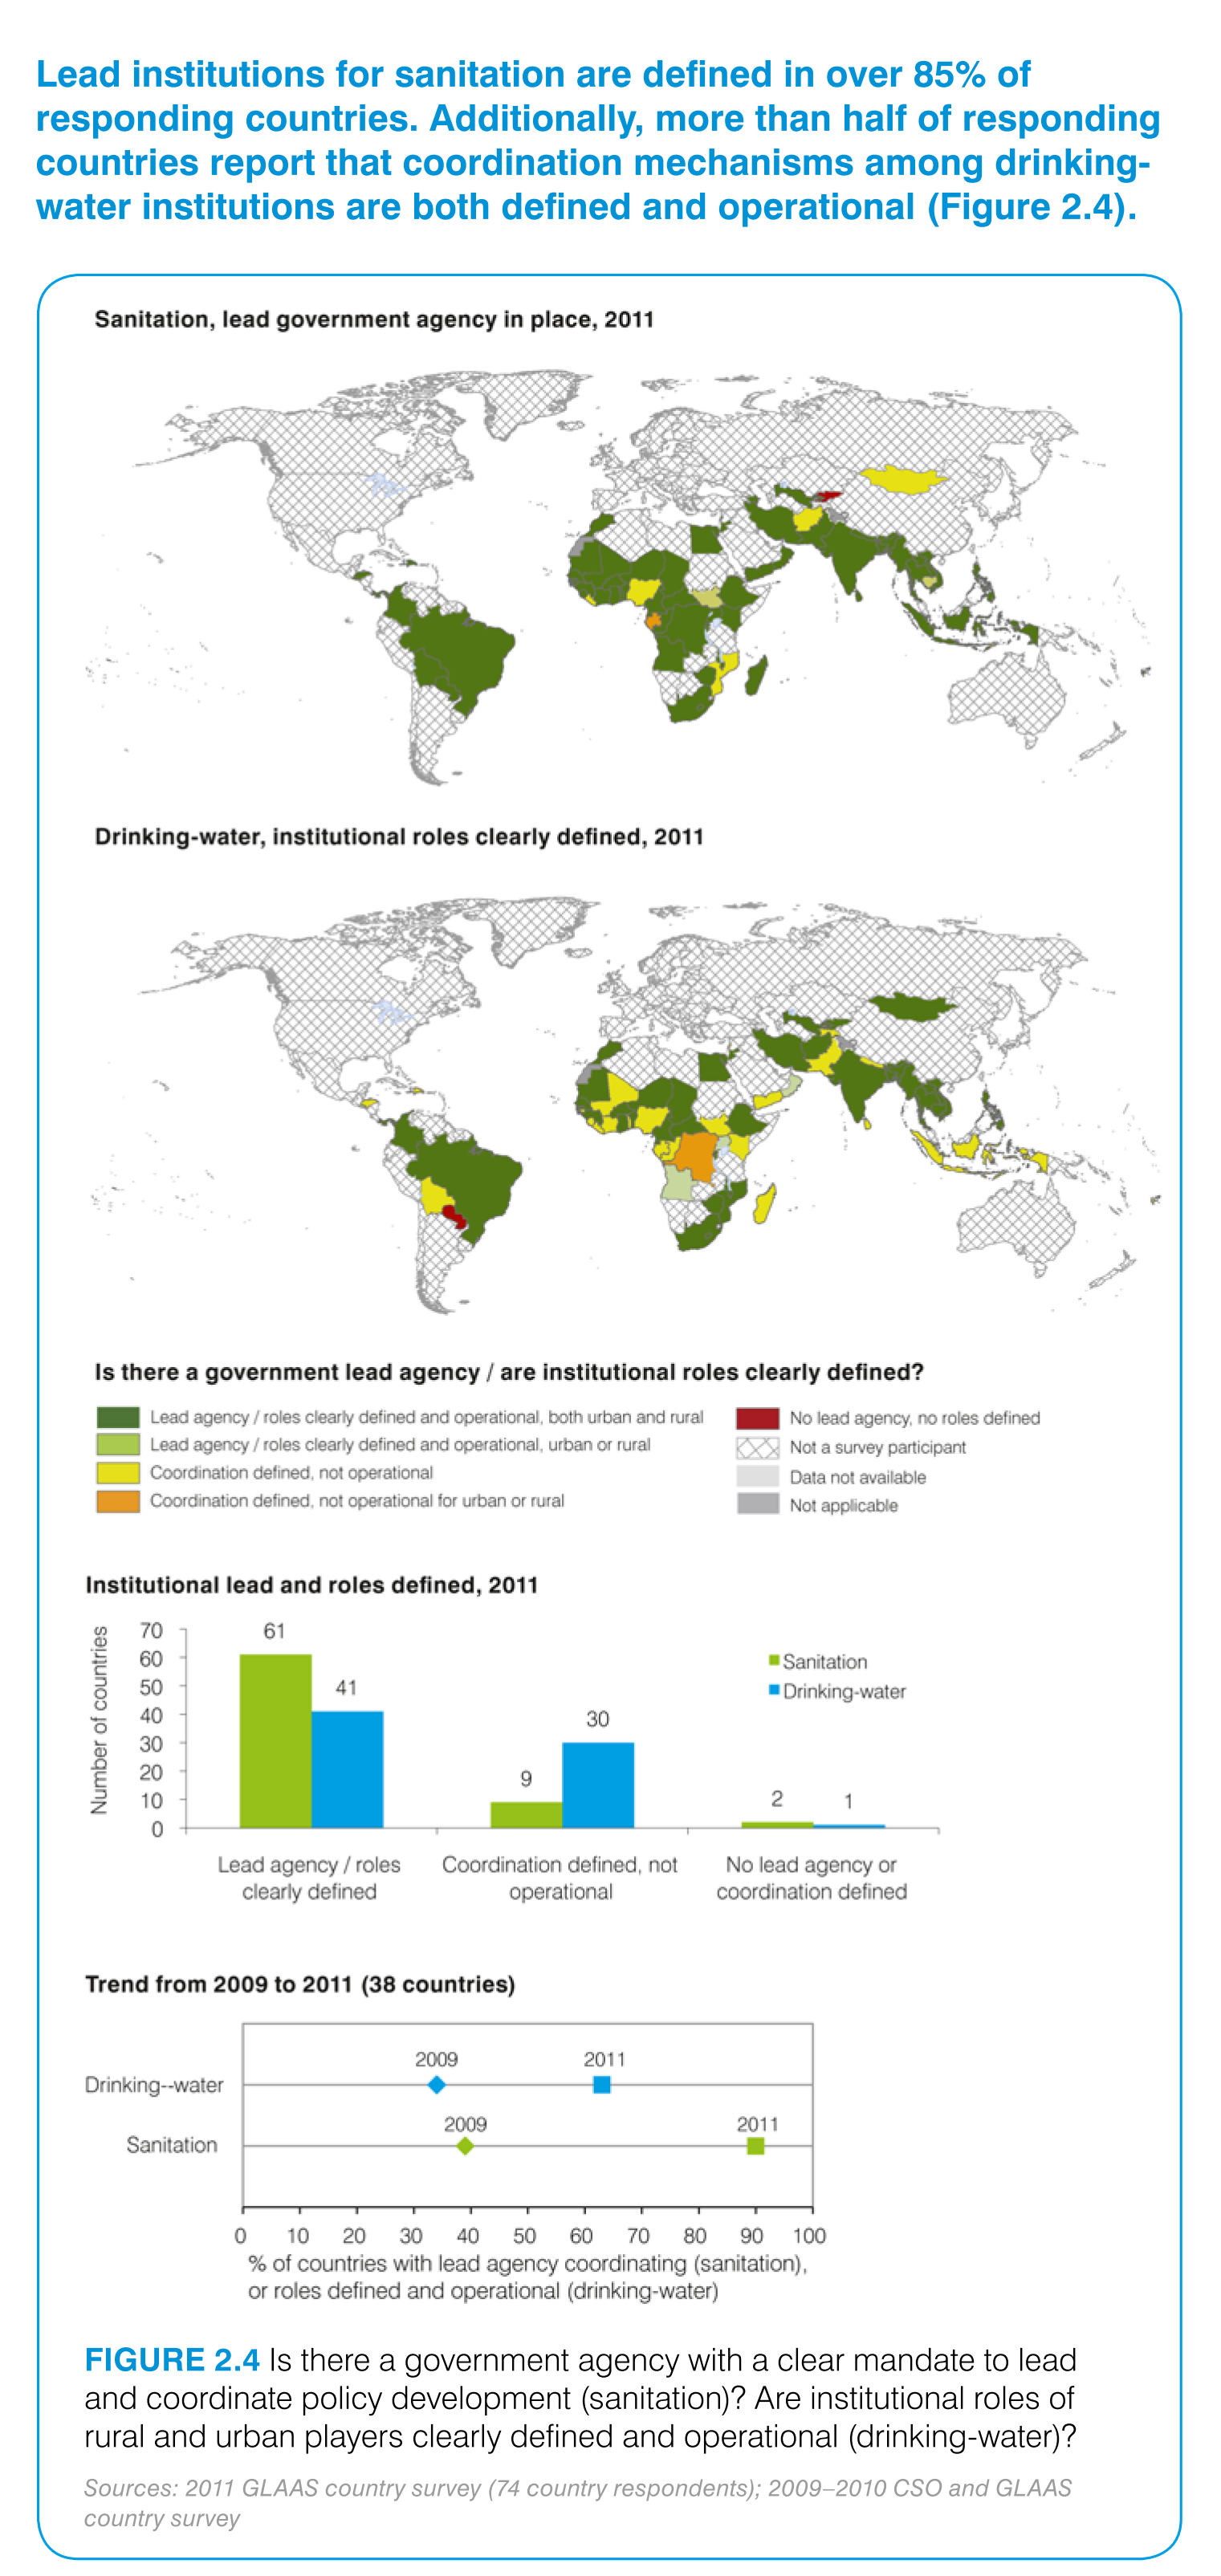 Lead institutions for sanitation are defined in over 85% of
responding countries. Additionally, more than half of responding
countries report that coordination mechanisms among drinking-
water institutions are both defined and operational (Figure 2.4).
Sanitation, lead government agency in place, 2011
Drinking-water, institutional roles clearly defined, 2011
Is there a government lead agency / are institutional roles clearly defined?
Lead agency / roles clearly defined and operational, both urban and rural
Lead agency / roles clearly defined and operational, urban or rural
Coordination defined, not operational
Coordination defined, not operational for urban or rural
No lead agency, no roles defined
Not a survey participant
Data not available
Not applicable
Institutional lead and roles defined, 2011
Number of countries
70
60
50
40
30
20
10
0
61
41
9
30
2
1
Sanitation
Drinking-water
Lead agency / roles
clearly defined
Coordination defined, not
operational
No lead agency or
coordination defined
Trend from 2009 to 2011 (38 countries)
2009 2011
Drinking--water
2009 2011
Sanitation
0 10 20 30 40 50 60 70 80 90 100
% of countries with lead agency coordinating (sanitation),
or roles defined and operational (drinking-water)
FIGURE 2.4 Is there a government agency with a clear mandate to lead
and coordinate policy development (sanitation)? Are institutional roles of
rural and urban players clearly defined and operational (drinking-water)?
Sources: 2011 GLAAS country survey (74 country respondents); 2009–2010 CSO and GLAAS
country survey